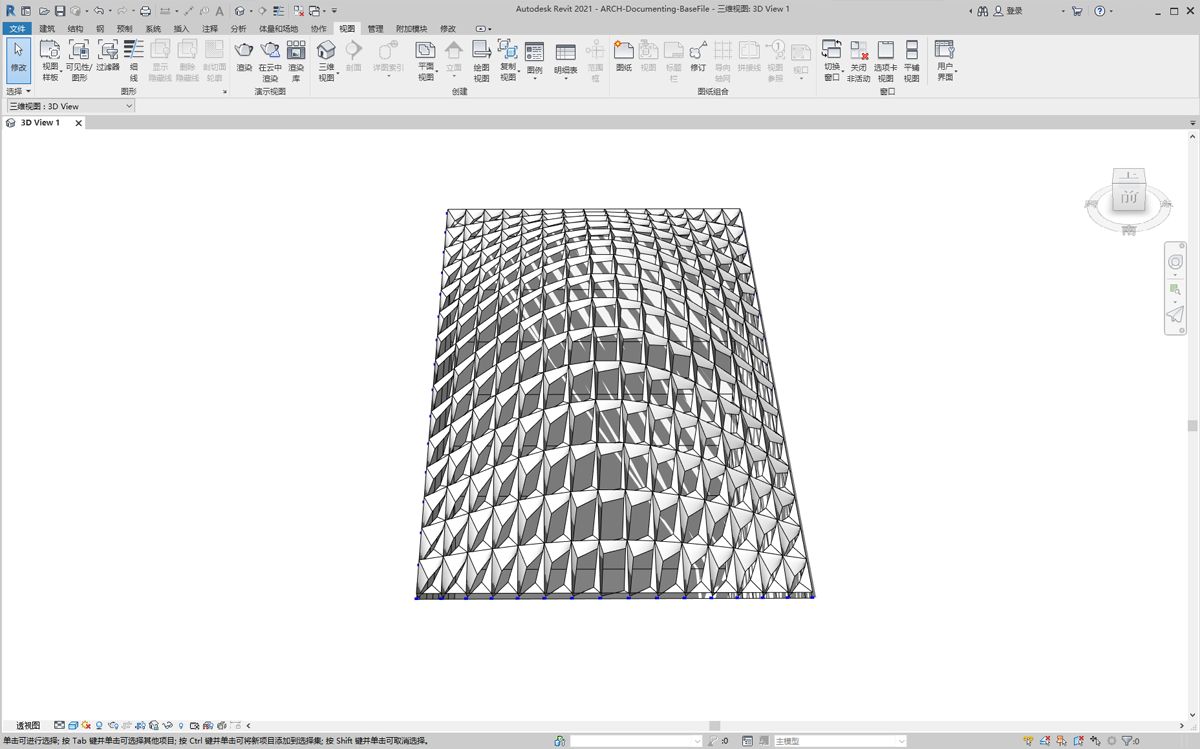 Autodesk Revit 2021 - ARCH-Documenting-BaseFile - 三维视图: 3D View 1
登录
文件 建筑 结构 钢 预制 系统 插入 注释 分析 体量和场地 协作 视图 管理 附加模块 修改
修改
视图样板
可见性/图形
过滤器
细线
显示隐藏线
删除隐藏线
剖切面轮廓
渲染
在云中渲染
渲染库
三维视图
剖面
详图索引
平面视图
立面
绘图视图
复制视图
图例
明细表
范围框
图纸
视图
标题栏
修订
导向轴网
拼接线
视图参照
视口
切换窗口
关闭非活动
选项卡视图
平铺视图
用户界面
选择 图形 演示视图 创建 图纸组合 窗口
三维视图 : 3D View
3D View 1
上
前
南
透视图
单击可进行选择; 按 Tab 键并单击可选择其他项目; 按 Ctrl 键并单击可将新项目添加到选择集; 按 Shift 键并单击可取消选择。
:0
主模型
:0